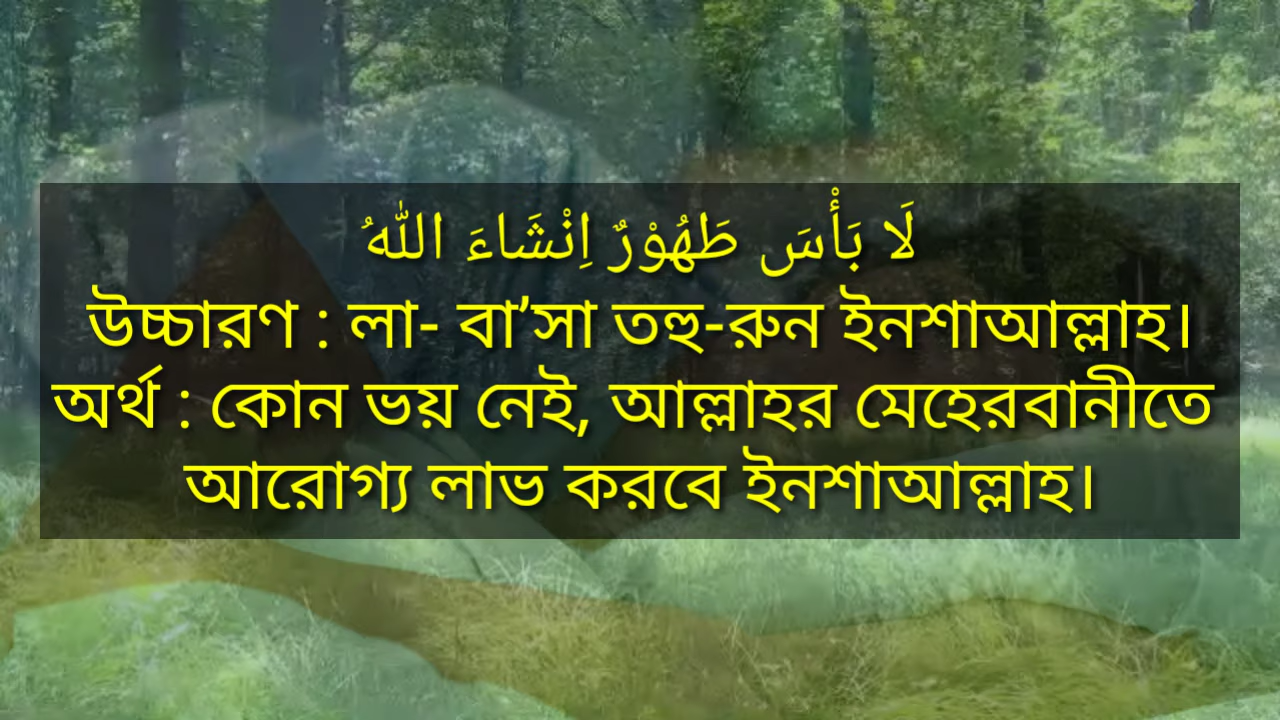 لَا بَأْسَ طَهُوْرٌ اِنْشَاءَ اللّٰهُ
উচ্চারণ : লা- বা’সা তহু-রুন ইনশাআল্লাহ।
অর্থ : কোন ভয় নেই, আল্লাহর মেহেরবানীতে
আরোগ্য লাভ করবে ইনশাআল্লাহ।